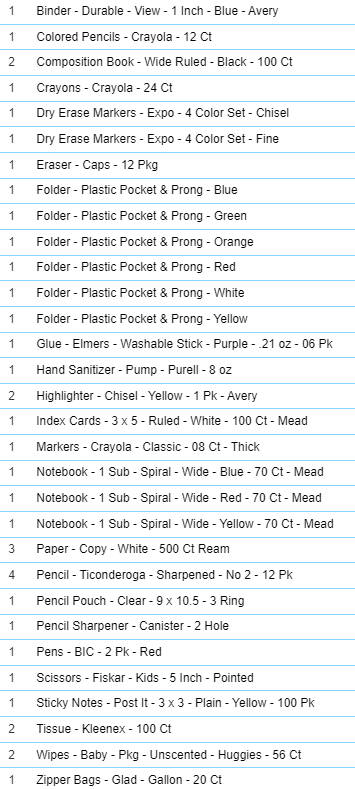 1 Binder - Durable - View - 1 Inch - Blue - Avery
1 Colored Pencils - Crayola - 12 Ct
2 Composition Book - Wide Ruled - Black - 100 Ct
1 Crayons - Crayola - 24 Ct
1 Dry Erase Markers - Expo - 4 Color Set - Chisel
1 Dry Erase Markers - Expo - 4 Color Set - Fine
1 Eraser - Caps - 12 Pkg
1 Folder - Plastic Pocket & Prong - Blue
1 Folder - Plastic Pocket & Prong - Green
1 Folder - Plastic Pocket & Prong - Orange
1 Folder - Plastic Pocket & Prong - Red
1 Folder - Plastic Pocket & Prong - White
1 Folder - Plastic Pocket & Prong - Yellow
1 Glue - Elmers - Washable Stick - Purple - .21 oz - 06 Pk
1 Hand Sanitizer - Pump - Purell - 8 oz
2 Highlighter - Chisel - Yellow - 1 Pk - Avery
1 Index Cards - 3 x 5 - Ruled - White - 100 Ct - Mead
1 Markers - Crayola - Classic - 08 Ct - Thick
1 Notebook - 1 Sub - Spiral - Wide - Blue - 70 Ct - Mead
1 Notebook - 1 Sub - Spiral - Wide - Red - 70 Ct - Mead
1 Notebook - 1 Sub - Spiral - Wide - Yellow - 70 Ct - Mead
3 Paper - Copy - White - 500 Ct Ream
4 Pencil - Ticonderoga - Sharpened - No 2 - 12 Pk
1 Pencil Pouch - Clear - 9 x 10.5 - 3 Ring
1 Pencil Sharpener - Canister - 2 Hole
1 Pens - BIC - 2 Pk - Red
1 Scissors - Fiskar - Kids - 5 Inch - Pointed
1 Sticky Notes - Post It - 3 x 3 - Plain - Yellow - 100 Pk
2 Tissue - Kleenex - 100 Ct
2 Wipes - Baby - Pkg - Unscented - Huggies - 56 Ct
1 Zipper Bags - Glad - Gallon - 20 Ct